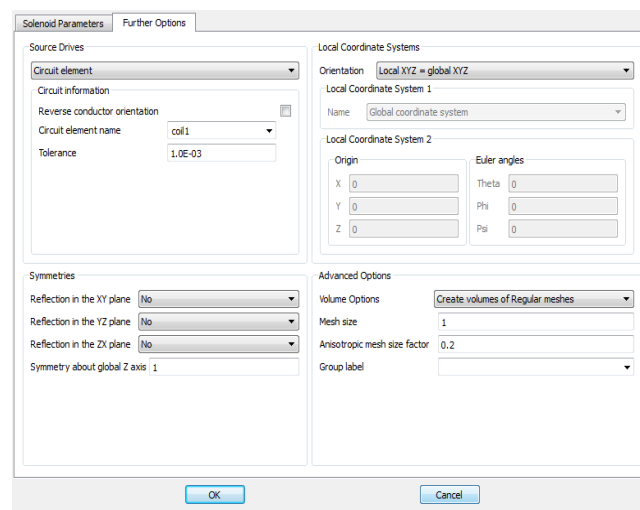 Solenoid Parameters
Further Options
Source Drives
Circuit element
Circuit information
Reverse conductor orientation
Circuit element name coil1
Tolerance 1.0E-03
Local Coordinate Systems
Orientation Local XYZ = global XYZ
Local Coordinate System 1
Name Global coordinate system
Local Coordinate System 2
Origin
X 0
Y 0
Z 0
Euler angles
Theta 0
Phi 0
Psi 0
Symmetries
Reflection in the XY plane No
Reflection in the YZ plane No
Reflection in the ZX plane No
Symmetry about global Z axis 1
Advanced Options
Volume Options Create volumes of Regular meshes
Mesh size 1
Anisotropic mesh size factor 0.2
Group label
OK
Cancel